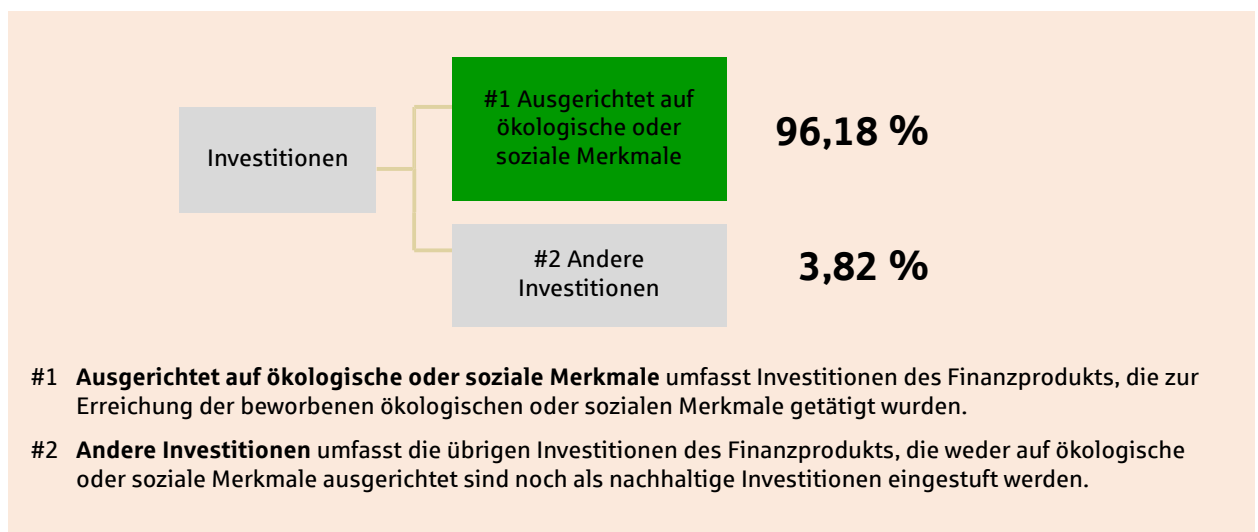 #1 Ausgerichtet auf
ökologische oder
soziale Merkmale
96,18 %
Investitionen
#2 Andere
Investitionen
3,82 %
#1 Ausgerichtet auf ökologische oder soziale Merkmale umfasst Investitionen des Finanzprodukts, die zur
Erreichung der beworbenen ökologischen oder sozialen Merkmale getätigt wurden.
#2 Andere Investitionen umfasst die übrigen Investitionen des Finanzprodukts, die weder auf ökologische
oder soziale Merkmale ausgerichtet sind noch als nachhaltige Investitionen eingestuft werden.